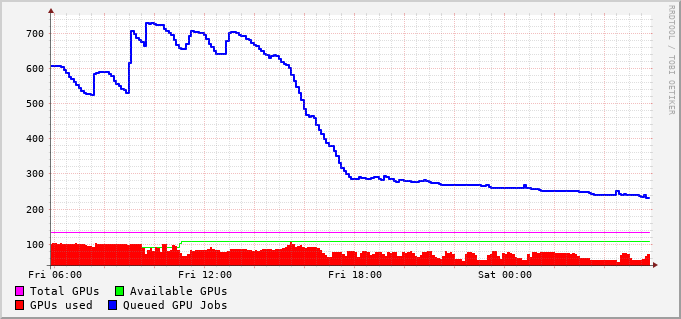 700
600
500
400
300
200
100
Fri 06:00 Fri 12:00 Fri 18:00 Sat 00:00
Total GPUs Available GPUs
GPUs used Queued GPU Jobs
RRDTOOL / TOBI OETIKER